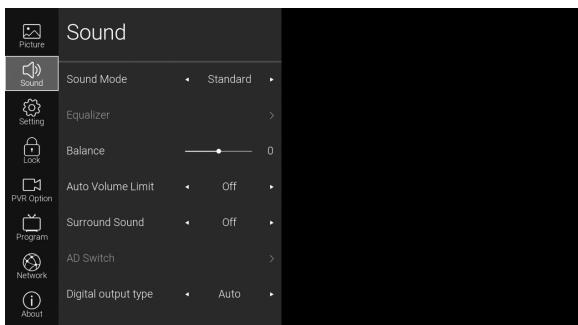 Picture
Sound
Setting
Lock
PVR Option
Program
Network
About
Sound
Sound Mode Standard
Equalizer
Balance 0
Auto Volume Limit Off
Surround Sound Off
AD Switch
Digital output type Auto